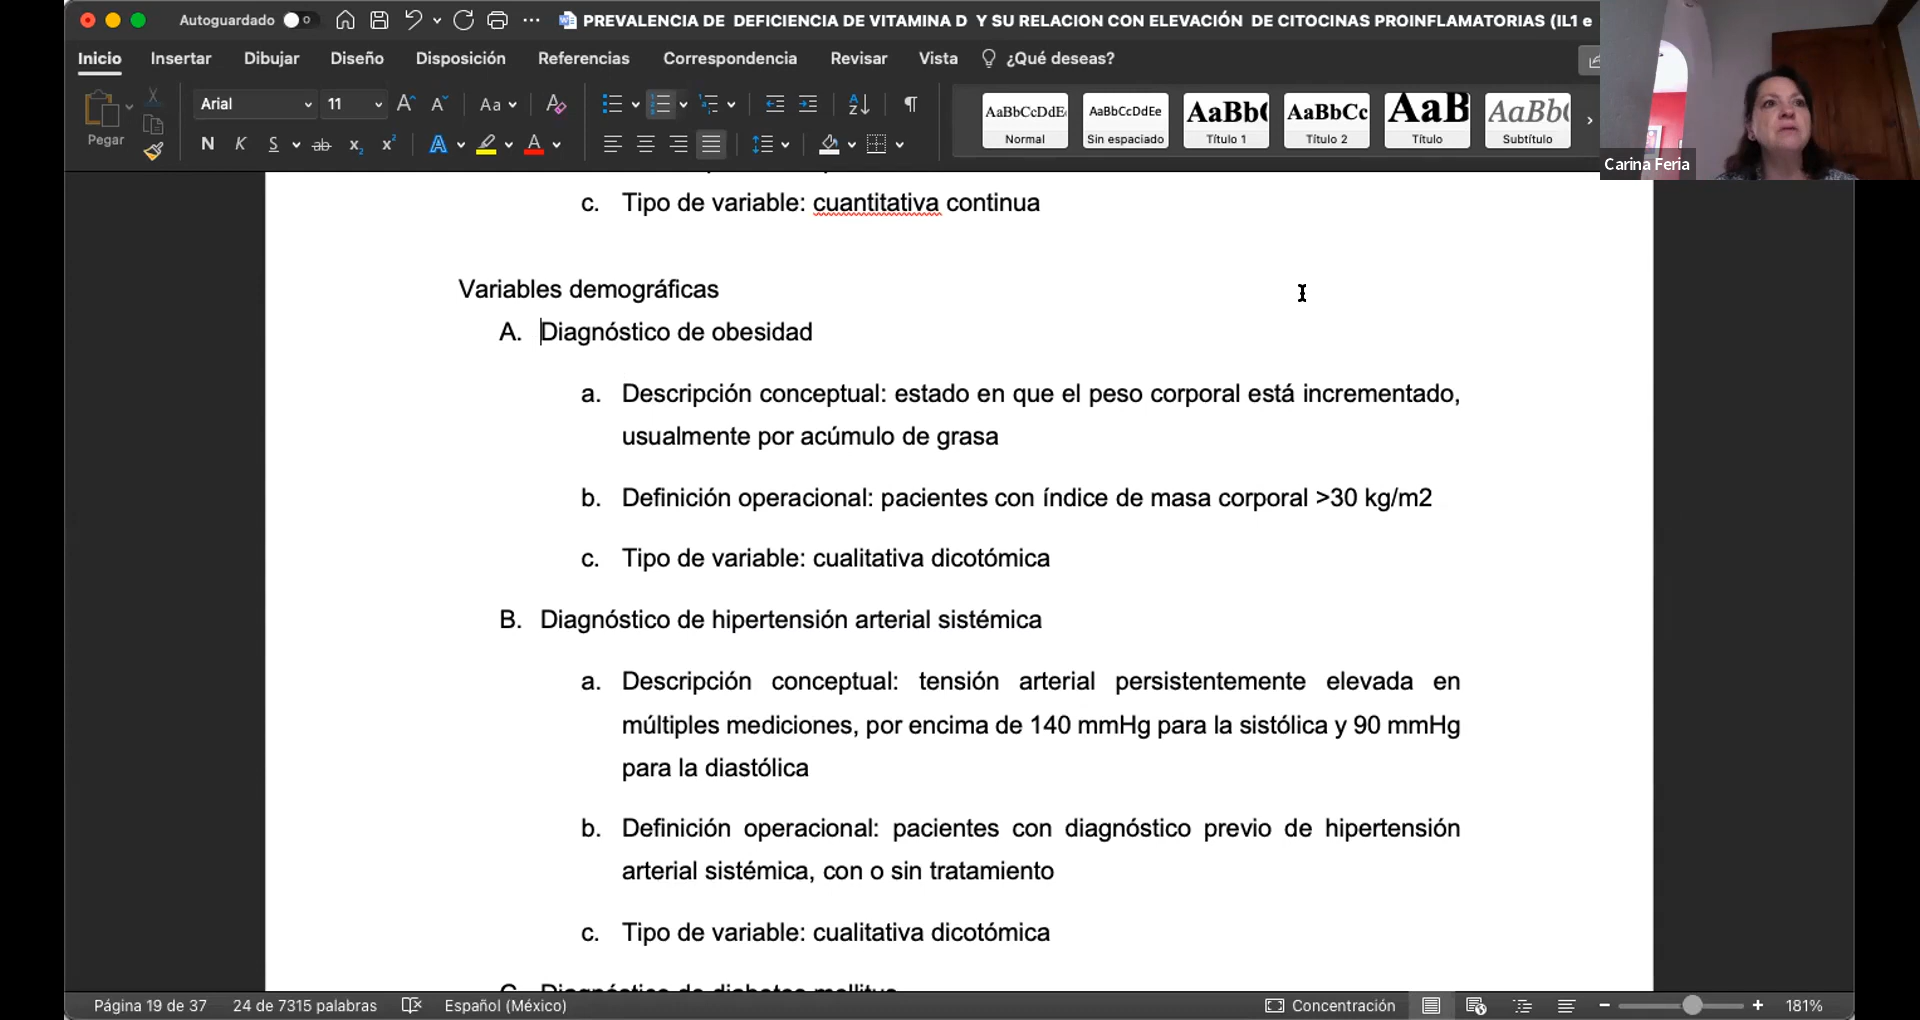 Autoguardado
PREVALENCIA DE DEFICIENCIA DE VITAMINA D Y SU RELACION CON ELEVACIÓN DE CITOCINAS PROINFLAMATORIAS (IL1 e
Inicio Insertar Dibujar Diseño Disposición Referencias Correspondencia Revisar Vista ¿Qué deseas?
Pegar
Arial 11
N K S ab x₂ x²
AaBbCcDdE AaBbCcDdEe AaBb( AaBbCc AaB AaBb(
Normal Sin espaciado Título 1 Título 2 Título Subtítulo
Carina Feria
c. Tipo de variable: cuantitativa continua
Variables demográficas
A. Diagnóstico de obesidad
a. Descripción conceptual: estado en que el peso corporal está incrementado,
usualmente por acúmulo de grasa
b. Definición operacional: pacientes con índice de masa corporal >30 kg/m2
c. Tipo de variable: cualitativa dicotómica
B. Diagnóstico de hipertensión arterial sistémica
a. Descripción conceptual: tensión arterial persistentemente elevada en
múltiples mediciones, por encima de 140 mmHg para la sistólica y 90 mmHg
para la diastólica
b. Definición operacional: pacientes con diagnóstico previo de hipertensión
arterial sistémica, con o sin tratamiento
c. Tipo de variable: cualitativa dicotómica
C. Diagnóstico de diabetes mellitus
Página 19 de 37 24 de 7315 palabras Español (México) Concentración 181%